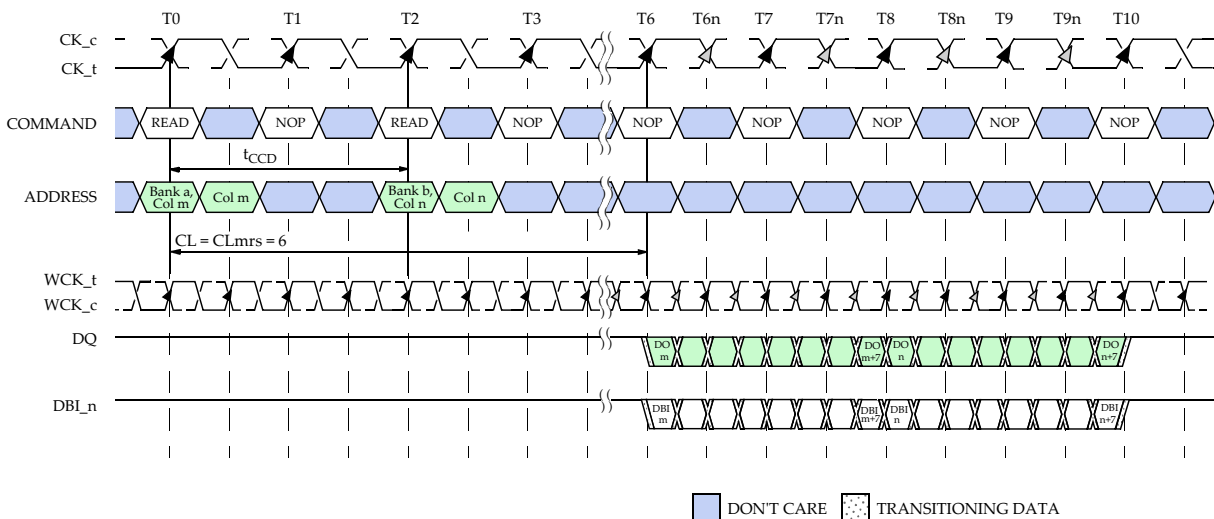 T0 T1 T2 T3 T6 T6n T7 T7n T8 T8n T9 T9n T10
CK_c
CK_t
COMMAND READ NOP READ NOP NOP NOP NOP NOP NOP
tCCD
ADDRESS Bank a, Col m Col m Bank b, Col n Col n
CL = CLmrs = 6
WCK_t
WCK_c
DQ DO m DO m+7 DO n DO n+7
DBI_n DBI m DBI m+7 DBI n DBI n+7
DON'T CARE TRANSITIONING DATA